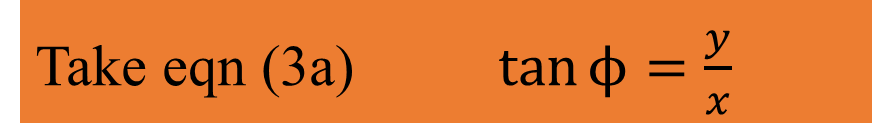 Take eqn (3a) tan ϕ = y/x